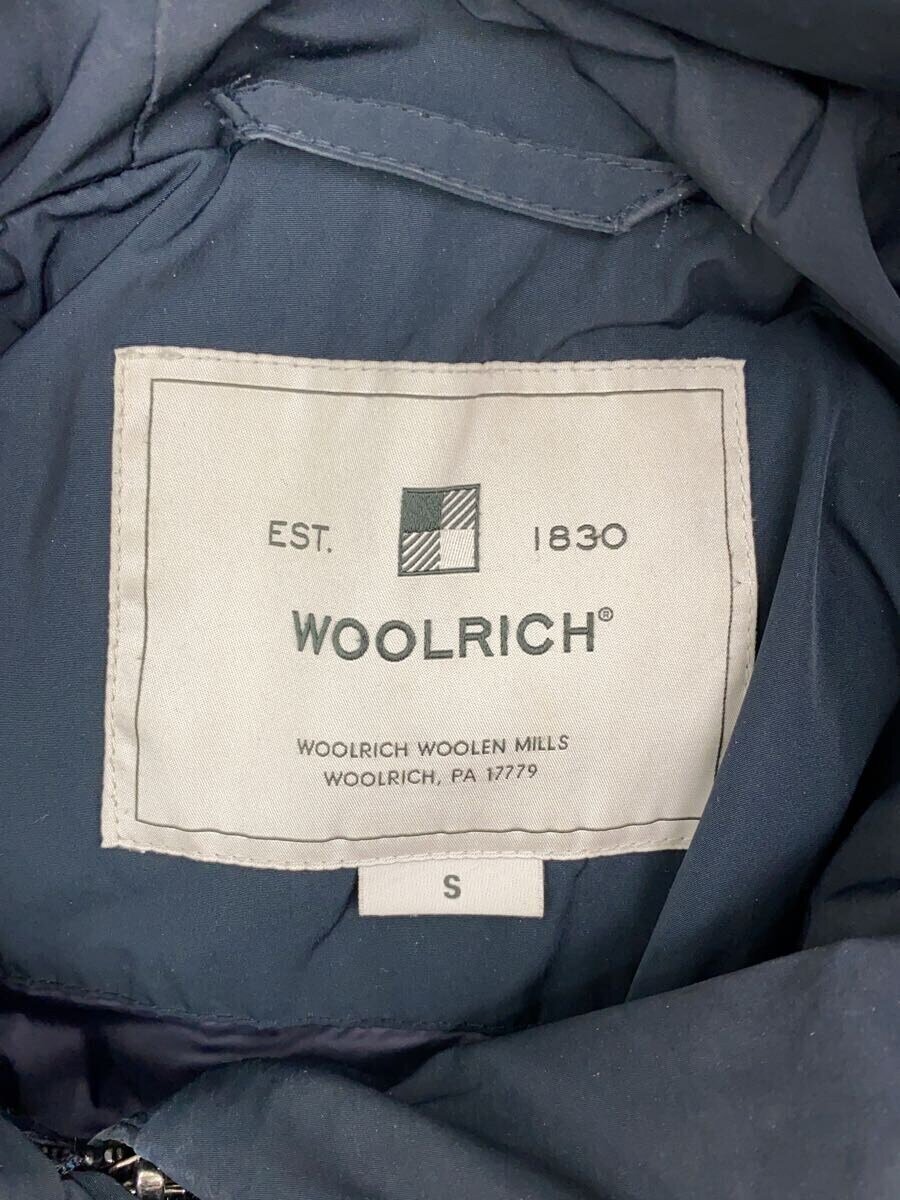 EST. 1830
WOOLRICH®
WOOLRICH WOOLEN MILLS
WOOLRICH, PA 17779
S